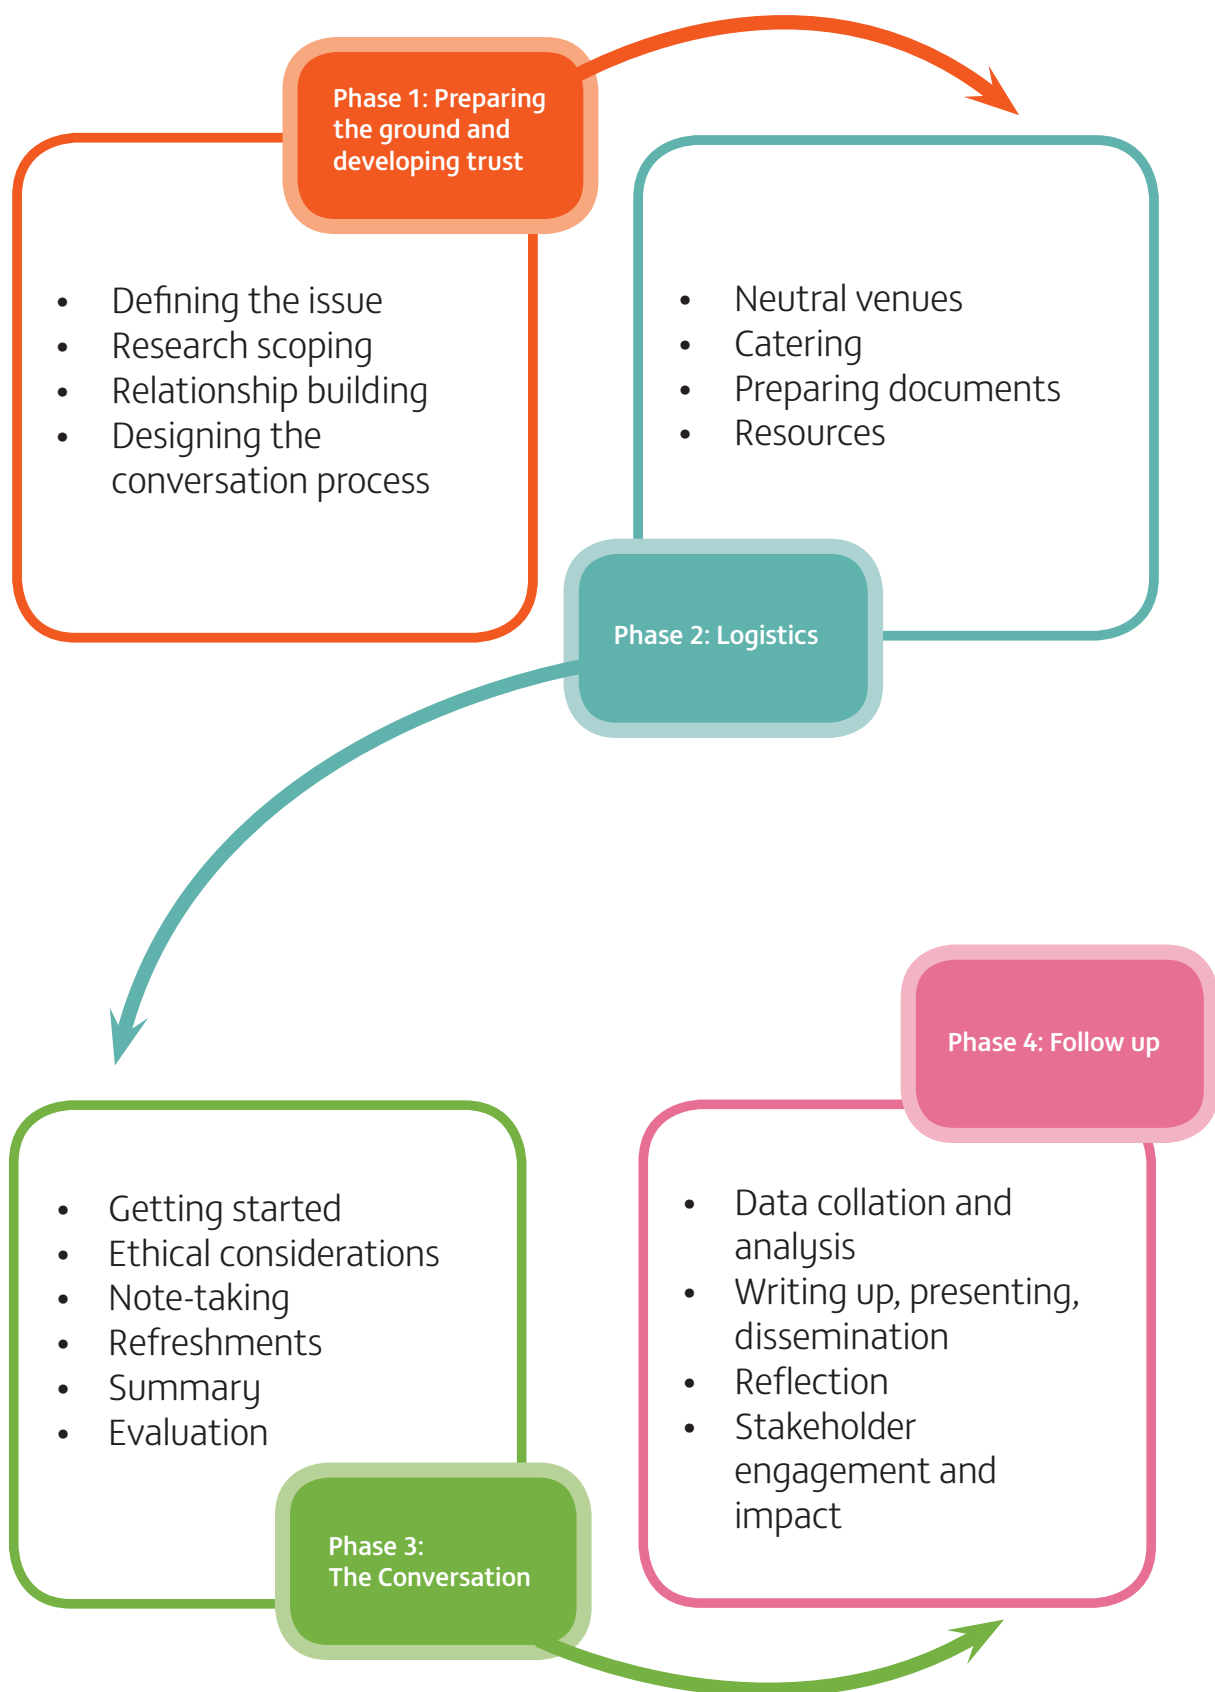 Phase 1: Preparing
the ground and
developing trust
• Defining the issue
• Research scoping
• Relationship building
• Designing the
conversation process
• Neutral venues
• Catering
• Preparing documents
• Resources
Phase 2: Logistics
• Getting started
• Ethical considerations
• Note-taking
• Refreshments
• Summary
• Evaluation
Phase 3:
The Conversation
Phase 4: Follow up
• Data collation and
analysis
• Writing up, presenting,
dissemination
• Reflection
• Stakeholder
engagement and
impact